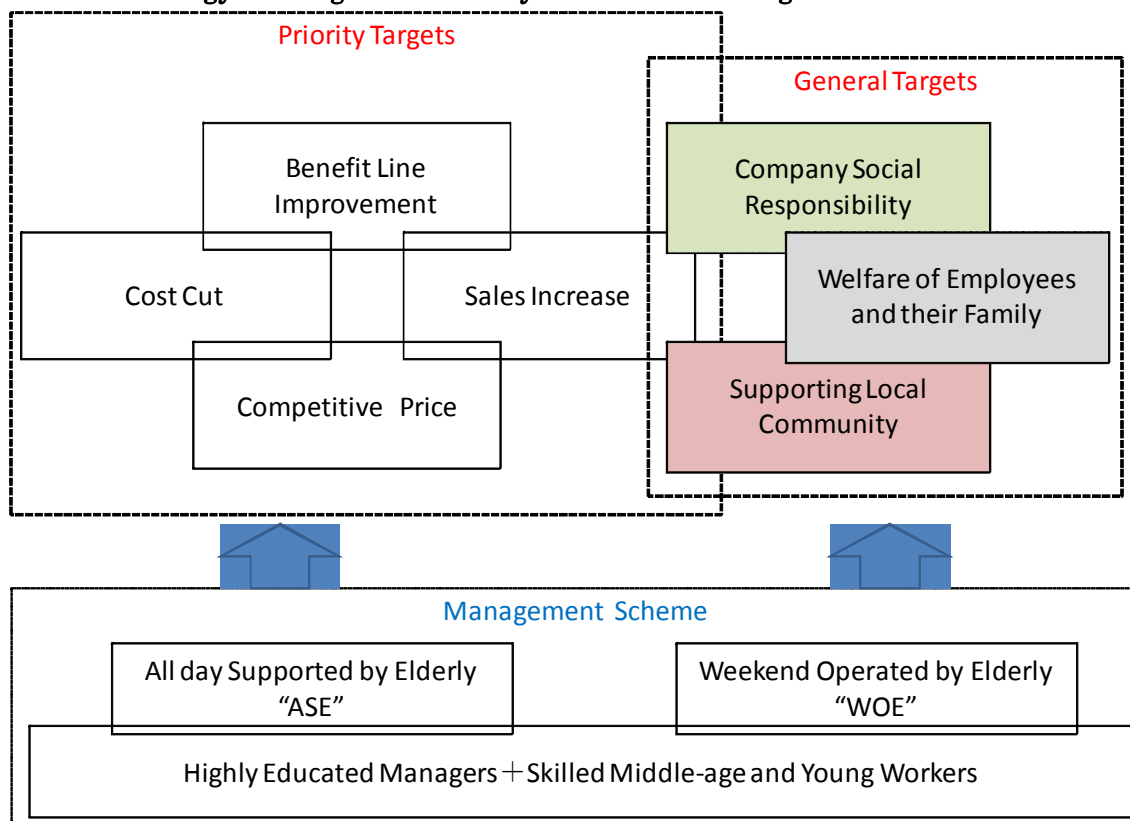 Priority Targets
General Targets
Benefit Line
Improvement
Company Social
Responsibility
Cost Cut
Sales Increase
Welfare of Employees
and their Family
Competitive Price
Supporting Local
Community
Management Scheme
All day Supported by Elderly
“ASE”
Weekend Operated by Elderly
“WOE”
Highly Educated Managers＋Skilled Middle-age and Young Workers